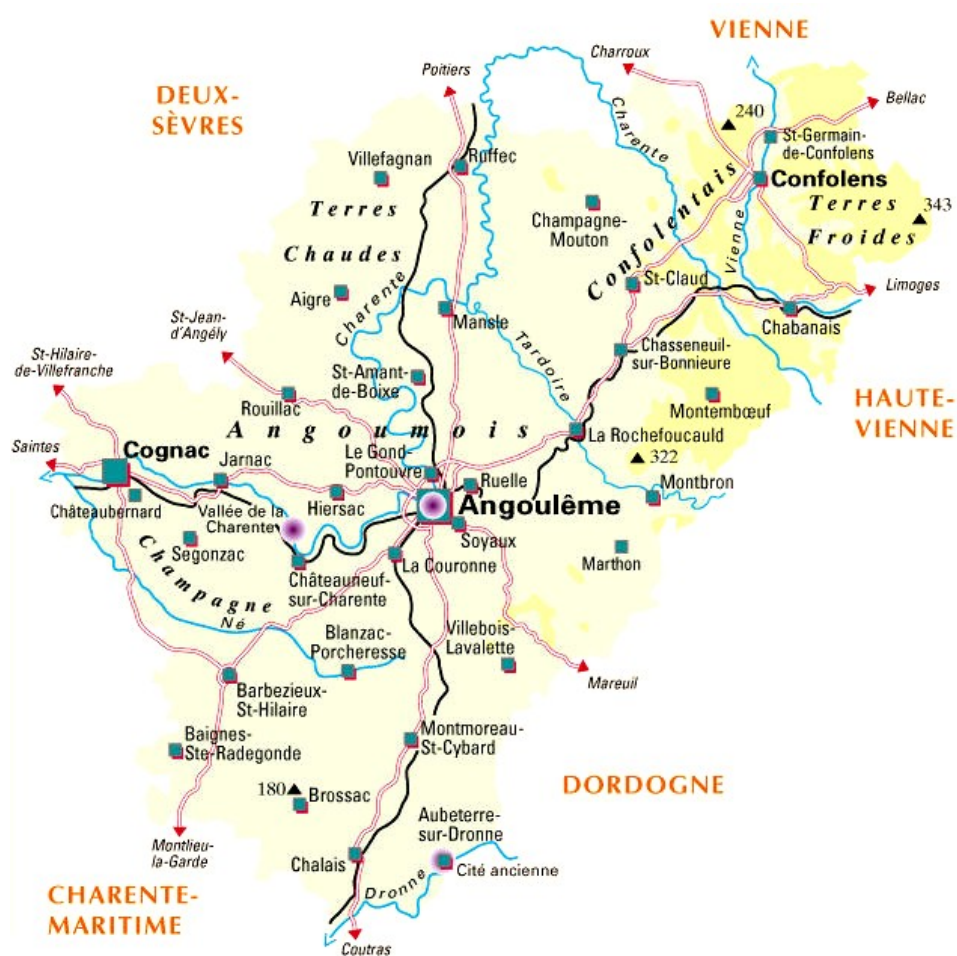 VIENNE
Charroux
Poitiers
DEUX-
SÈVRES
Bellac
240
Charente
St-Germain-
de-Confolens
Villefagnan
Ruffec
Confolens
Terres
Froides
343
Terres
Chaudes
Champagne-
Mouton
Confolentais
Vienne
St-Claud
Aigre
Charente
Mansle
Limoges
Chabanais
St-Jean-
d'Angély
Tardoire
Chasseneuil-
sur-Bonnieure
St-Hilaire-
de-Villefranche
St-Amant-
de-Boixe
Rouillac
Montembœuf
HAUTE-
VIENNE
Angoumois
La Rochefoucauld
Saintes
Cognac
Jarnac
Le Gond-
Pontouvre
322
Ruelle
Montbron
Châteaubernard
Vallée de la
Charente
Hiersac
Angoulême
Segonzac
Soyaux
La Couronne
Marthon
Champagne
Châteauneuf-
sur-Charente
Né
Blanzac-
Porcheresse
Villebois-
Lavalette
Mareuil
Barbezieux-
St-Hilaire
Baignes-
Ste-Radegonde
Montmoreau-
St-Cybard
DORDOGNE
180
Brossac
Aubeterre-
sur-Dronne
Montlieu-
la-Garde
Chalais
Cité ancienne
Dronne
CHARENTE-
MARITIME
Coutras